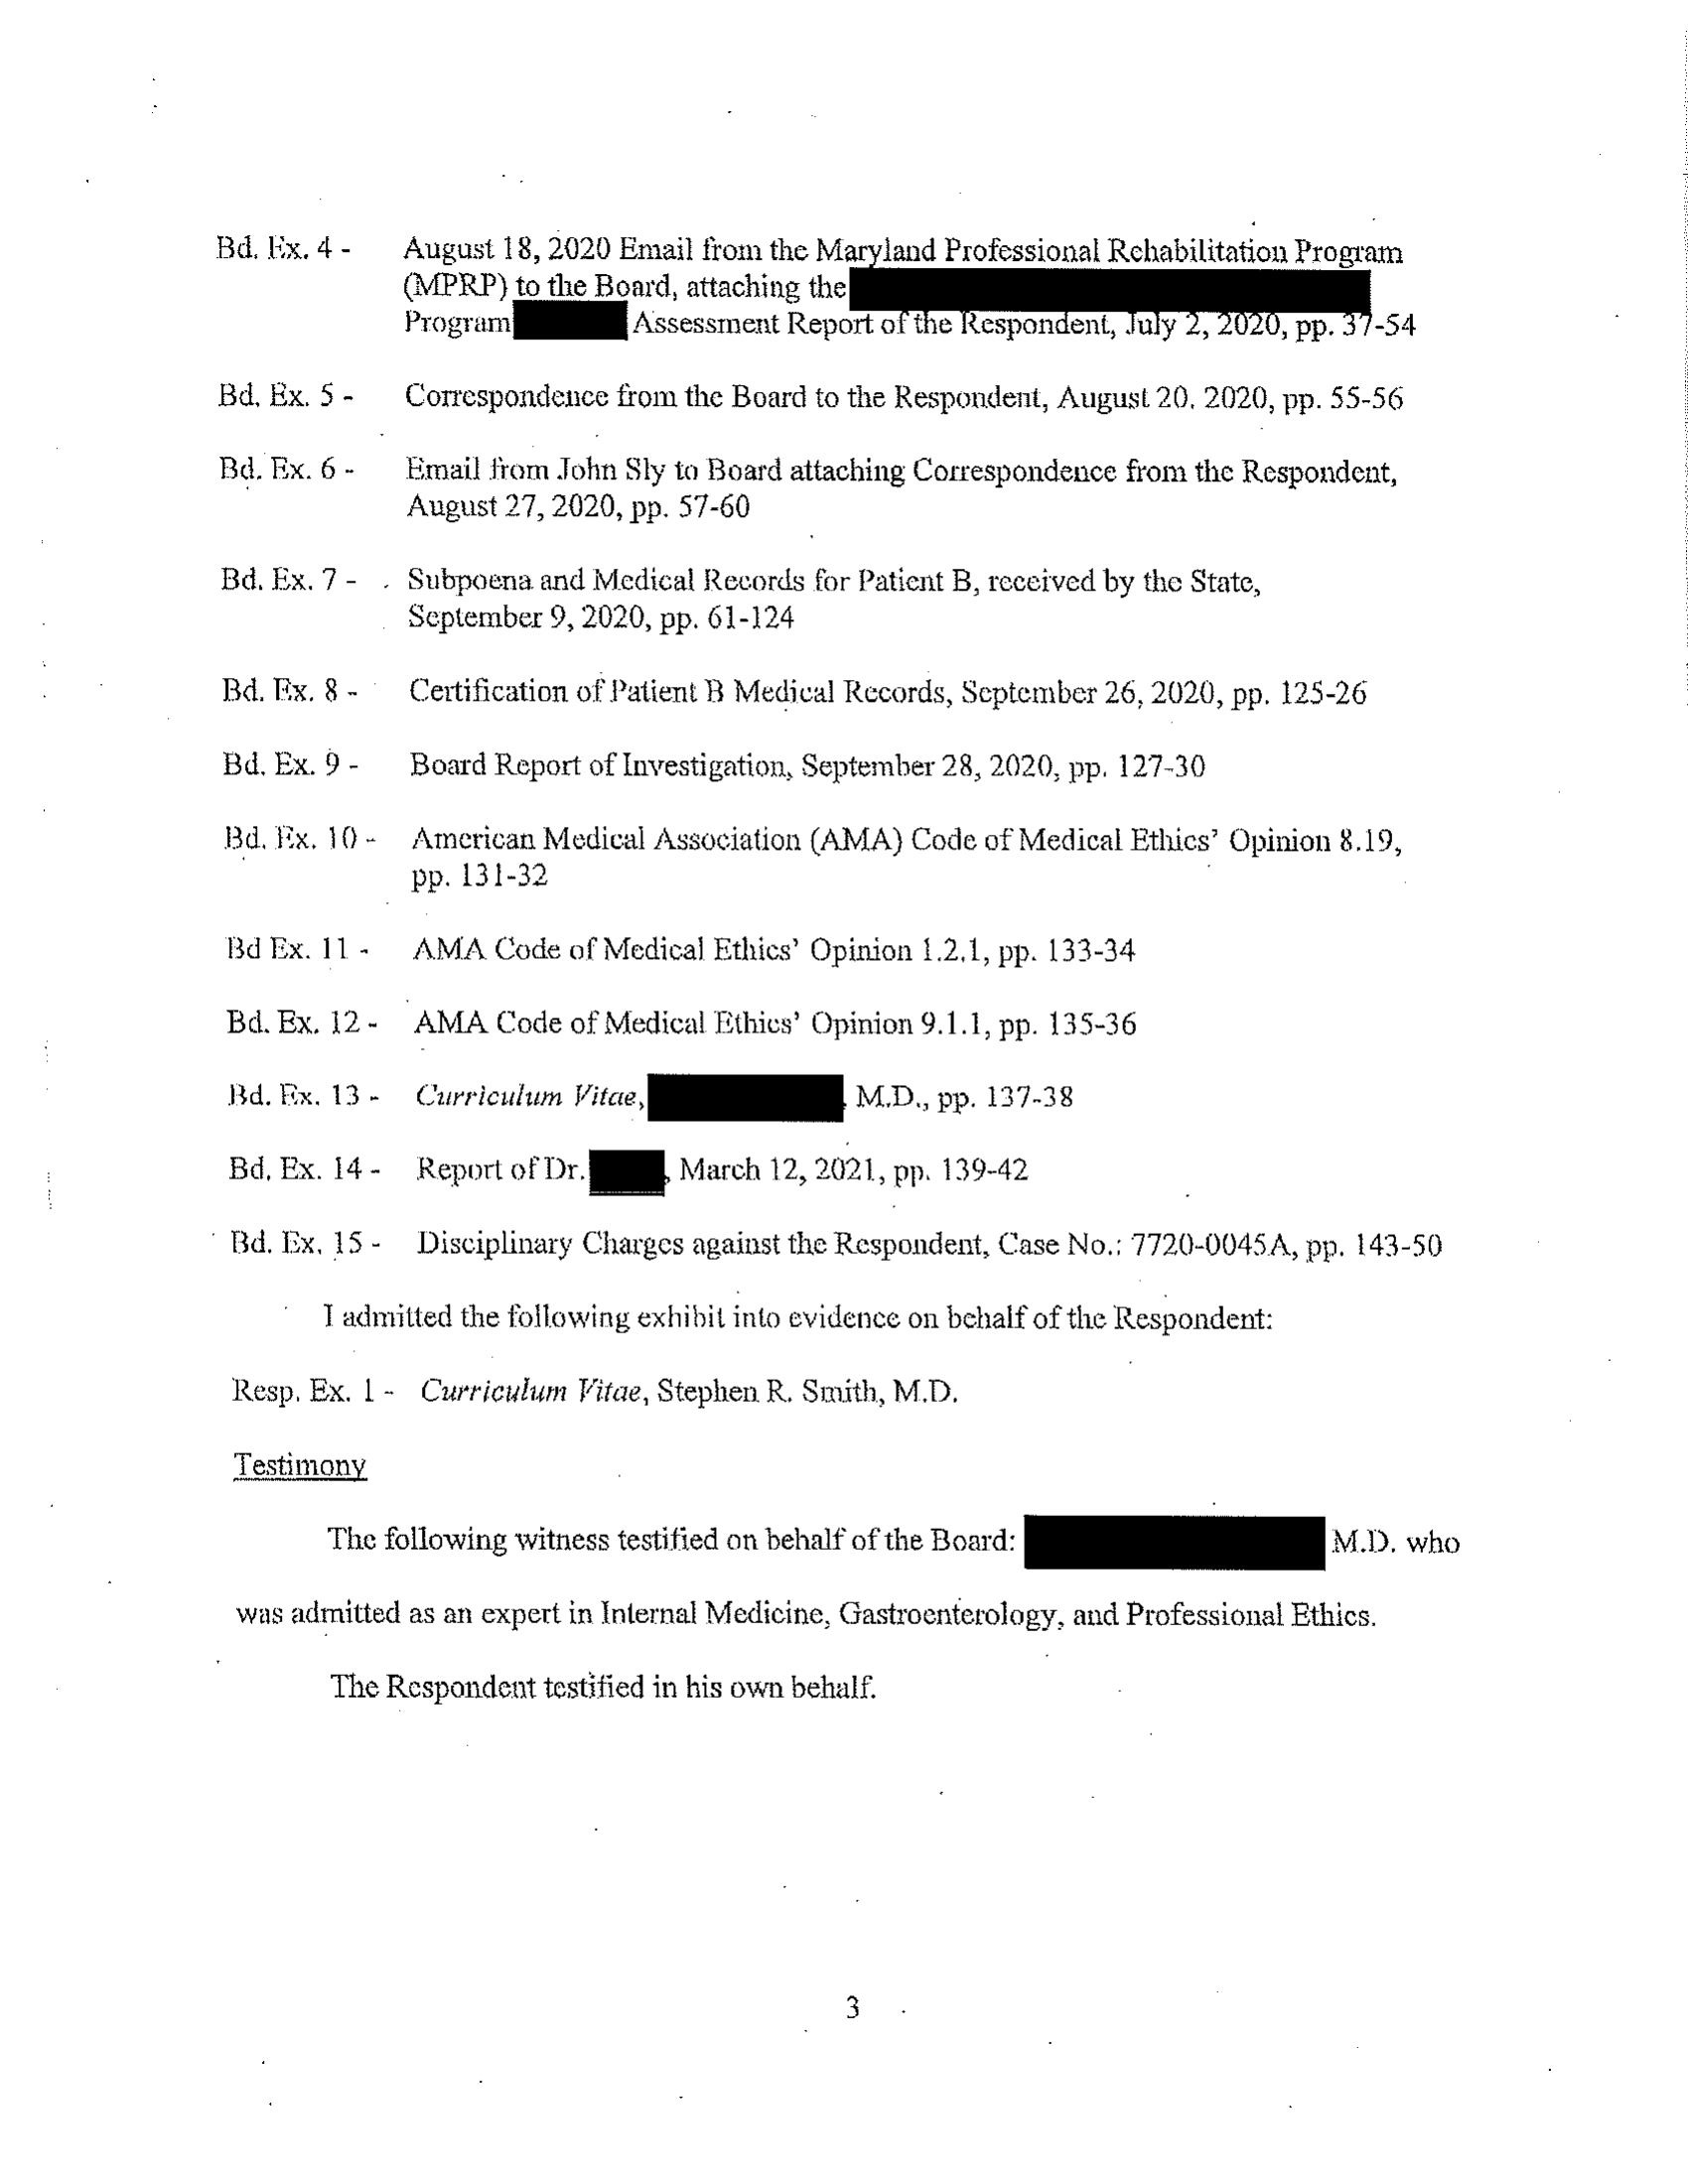 Bd. Ex. 4 - August 18, 2020 Email from the Maryland Professional Rehabilitation Program
(MPRP) to the Board, attaching the
Program Assessment Report of the Respondent, July 2, 2020, pp. 37-54
Bd. Ex. 5 - Correspondence from the Board to the Respondent, August 20, 2020, pp. 55-56
Bd. Ex. 6 - Email from John Sly to Board attaching Correspondence from the Respondent,
August 27, 2020, pp. 57-60
Bd. Ex. 7 - Subpoena and Medical Records for Patient B, received by the State,
September 9, 2020, pp. 61-124
Bd. Ex. 8 - Certification of Patient B Medical Records, September 26, 2020, pp. 125-26
Bd. Ex. 9 - Board Report of Investigation, September 28, 2020, pp. 127-30
Bd. Ex. 10 - American Medical Association (AMA) Code of Medical Ethics' Opinion 8.19,
pp. 131-32
Bd Ex. 11 - AMA Code of Medical Ethics' Opinion 1.2.1, pp. 133-34
Bd. Ex. 12 - AMA Code of Medical Ethics' Opinion 9.1.1, pp. 135-36
Bd. Ex. 13 - Curriculum Vitae, M.D., pp. 137-38
Bd. Ex. 14 - Report of Dr. , March 12, 2021, pp. 139-42
Bd. Ex. 15 - Disciplinary Charges against the Respondent, Case No.: 7720-0045A, pp. 143-50
I admitted the following exhibit into evidence on behalf of the Respondent:
Resp. Ex. 1 - Curriculum Vitae, Stephen R. Smith, M.D.
Testimony
The following witness testified on behalf of the Board: M.D. who
was admitted as an expert in Internal Medicine, Gastroenterology, and Professional Ethics.
The Respondent testified in his own behalf.
3